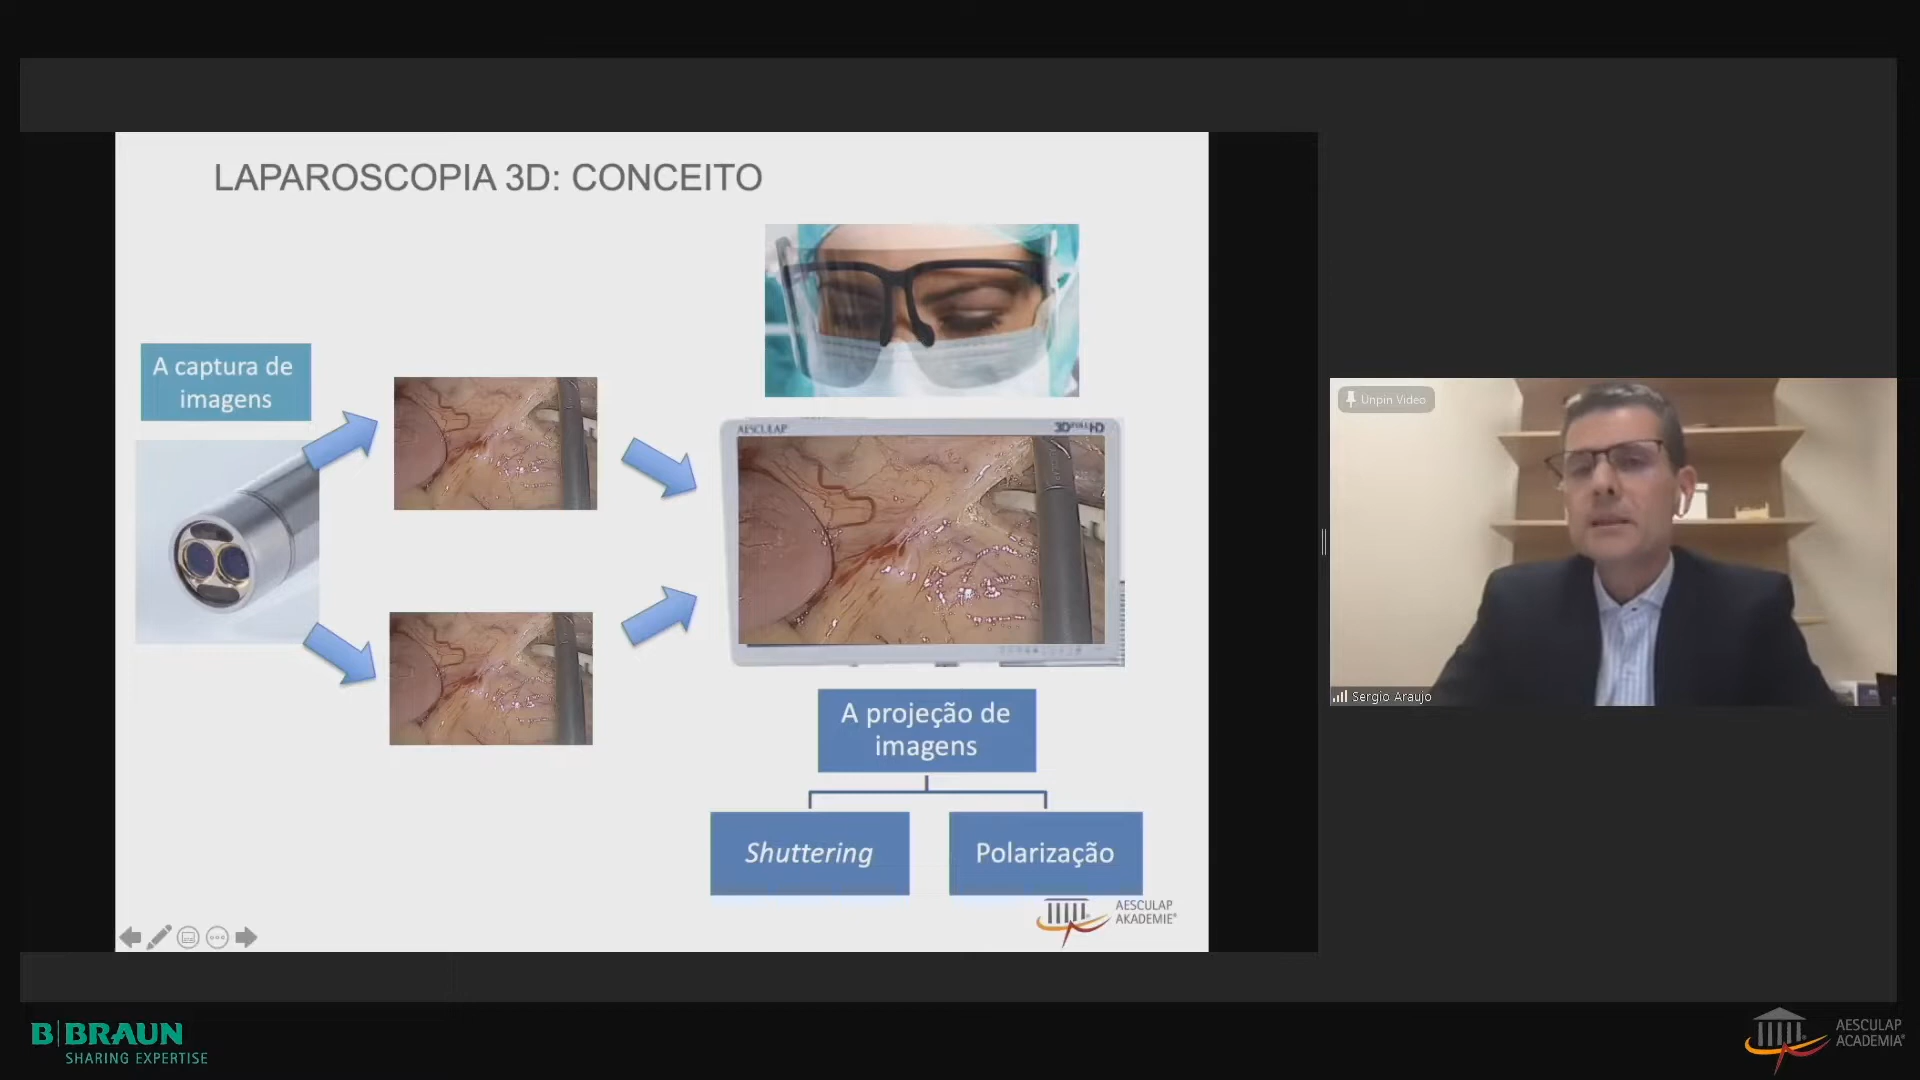 LAPAROSCOPIA 3D: CONCEITO
A captura de
imagens
AESCULAP
3D FULL HD
A projeção de
imagens
Shuttering
Polarização
AESCULAP
AKADEMIE®
Unpin Video
Sergio Araujo
B|BRAUN
SHARING EXPERTISE
AESCULAP
ACADEMIA®